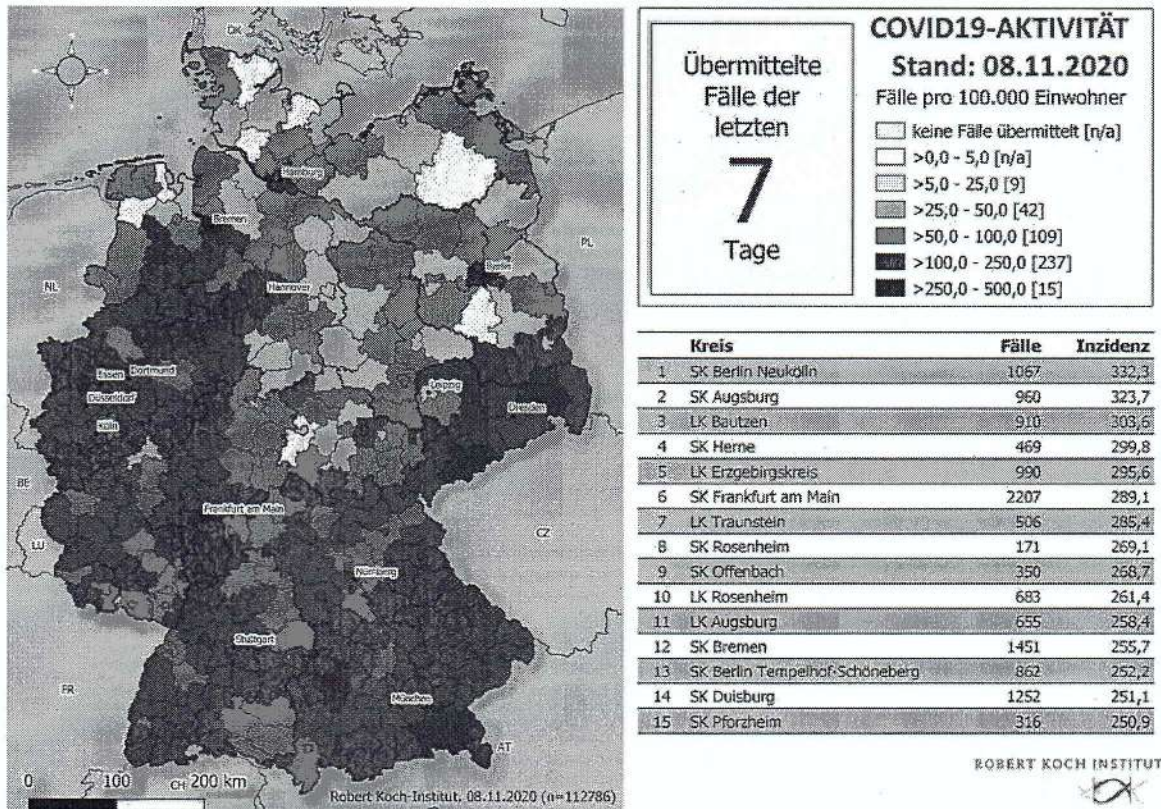 DK
Hamburg
Bremen
PL
Berlin
NL
Hannover
Essen
Dortmund
Düsseldorf
Leipzig
Dresden
Köln
BE
Frankfurt am Main
CZ
LU
Nürnberg
Stuttgart
FR
München
AT
0 100 CH 200 km
Robert Koch-Institut, 08.11.2020 (n=112786)
Übermittelte
Fälle der
letzten
7
Tage
COVID19-AKTIVITÄT
Stand: 08.11.2020
Fälle pro 100.000 Einwohner
keine Fälle übermittelt [n/a]
>0,0 - 5,0 [n/a]
>5,0 - 25,0 [9]
>25,0 - 50,0 [42]
>50,0 - 100,0 [109]
>100,0 - 250,0 [237]
>250,0 - 500,0 [15]
Kreis Fälle Inzidenz
1 SK Berlin Neukölln 1067 332,3
2 SK Augsburg 960 323,7
3 LK Bautzen 910 303,6
4 SK Herne 469 299,8
5 LK Erzgebirgskreis 990 295,6
6 SK Frankfurt am Main 2207 289,1
7 LK Traunstein 506 285,4
8 SK Rosenheim 171 269,1
9 SK Offenbach 350 268,7
10 LK Rosenheim 683 261,4
11 LK Augsburg 655 258,4
12 SK Bremen 1451 255,7
13 SK Berlin Tempelhof-Schöneberg 862 252,2
14 SK Duisburg 1252 251,1
15 SK Pforzheim 316 250,9
ROBERT KOCH INSTITUT